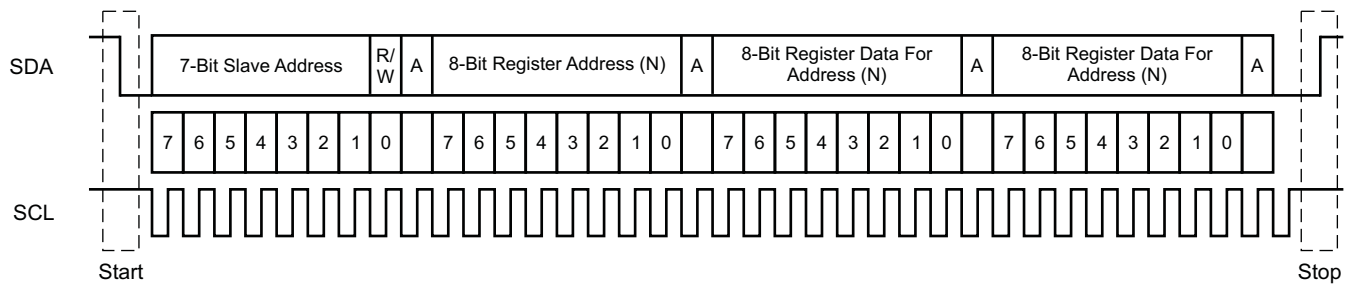 SDA
7-Bit Slave Address
R/
W
A
8-Bit Register Address (N)
A
8-Bit Register Data For
Address (N)
A
8-Bit Register Data For
Address (N)
A
7 6 5 4 3 2 1 0 7 6 5 4 3 2 1 0 7 6 5 4 3 2 1 0 7 6 5 4 3 2 1 0
SCL
Start
Stop